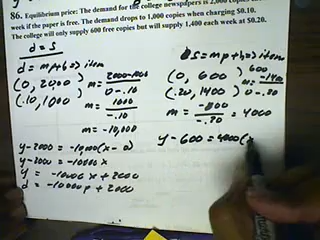 86. Equilibrium price: The demand for the college newspapers is 2,000 copies
week if the paper is free. The demand drops to 1,000 copies when charging $0.10.
The college will only supply 600 free copies but will supply 1,400 each week at $0.20.
d = s
d = mp+b => item
(0, 2000)
(.10, 1000)
m = 2000-1000
0-.10
m = 1000
-.10
m = -10,000
y-2000 = -10,000(x-0)
y-2000 = -10000x
y = -10000x+2000
d = -10000p+2000
s = mp+b => item
(0, 600)
(.20, 1400)
m = 600-1400
0-.20
m = -800
-.20
= 4000
y-600 = 4000(x